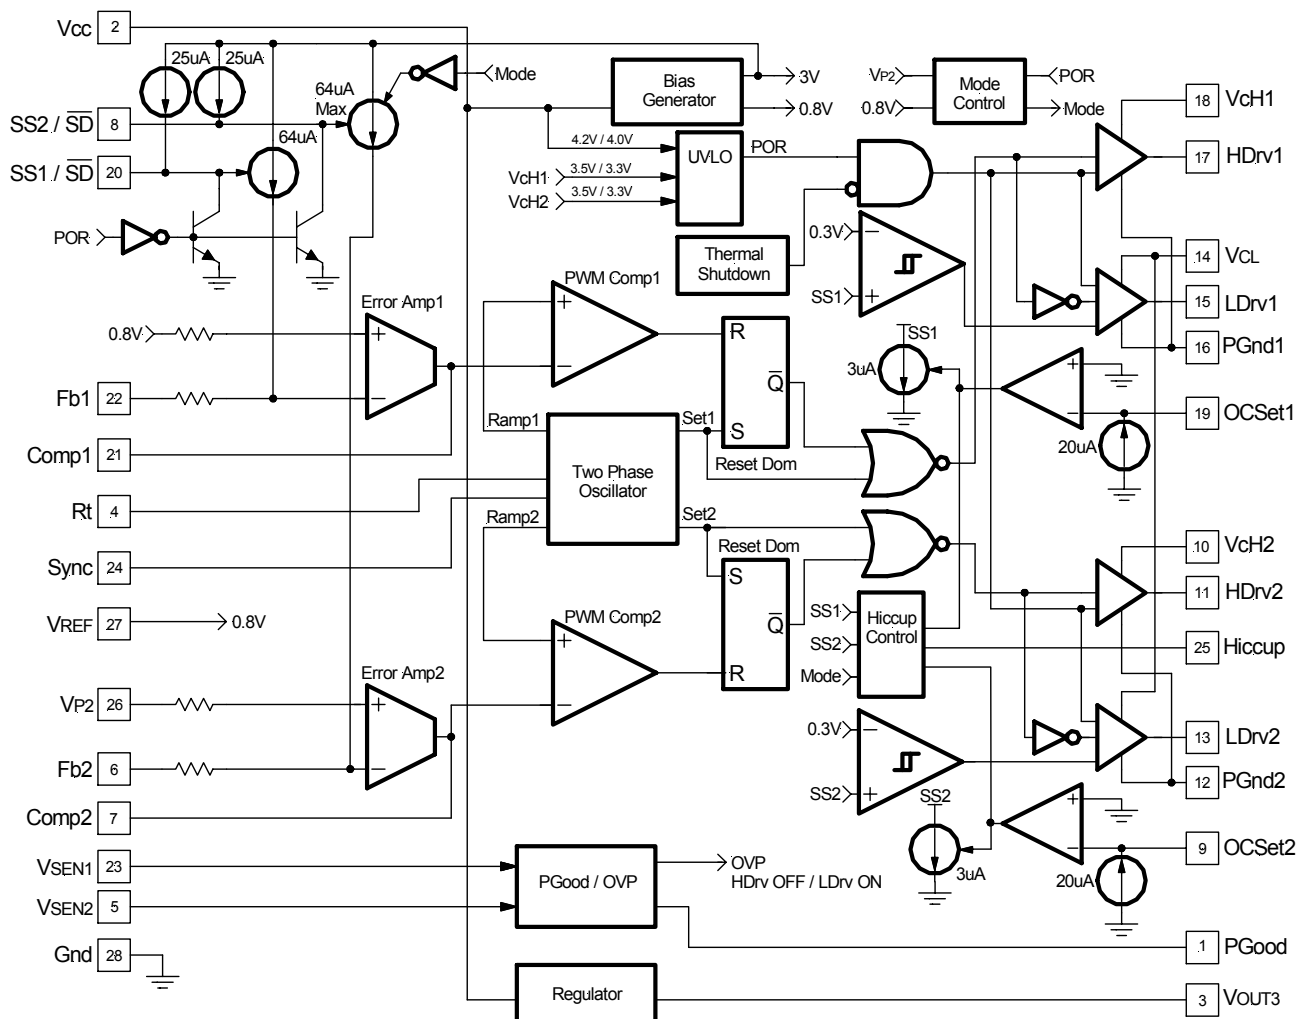 Vcc
2
25uA
25uA
64uA
Max
Mode
SS2 / SD
8
64uA
SS1 / SD
20
POR
Bias
Generator
3V
0.8V
VP2
0.8V
Mode
Control
POR
Mode
4.2V / 4.0V
3.5V / 3.3V
3.5V / 3.3V
VcH1
VcH2
UVLO
POR
Thermal
Shutdown
0.3V
SS1
18
VcH1
17
HDrv1
14
VCL
15
LDrv1
16
PGnd1
19
OCSet1
20uA
SS1
3uA
Error Amp1
PWM Comp1
0.8V
Fb1
22
Comp1
21
R
Q
S
Reset Dom
Ramp1
Set1
Two Phase
Oscillator
Ramp2
Set2
Reset Dom
S
Q
R
Rt
4
Sync
24
VREF
27
0.8V
PWM Comp2
Error Amp2
VP2
26
Fb2
6
Comp2
7
SS1
SS2
Mode
Hiccup
Control
10
VcH2
11
HDrv2
25
Hiccup
0.3V
SS2
13
LDrv2
12
PGnd2
SS2
3uA
9
OCSet2
20uA
VSEN1
23
VSEN2
5
PGood / OVP
OVP
HDrv OFF / LDrv ON
Gnd
28
1
PGood
Regulator
3
VOUT3